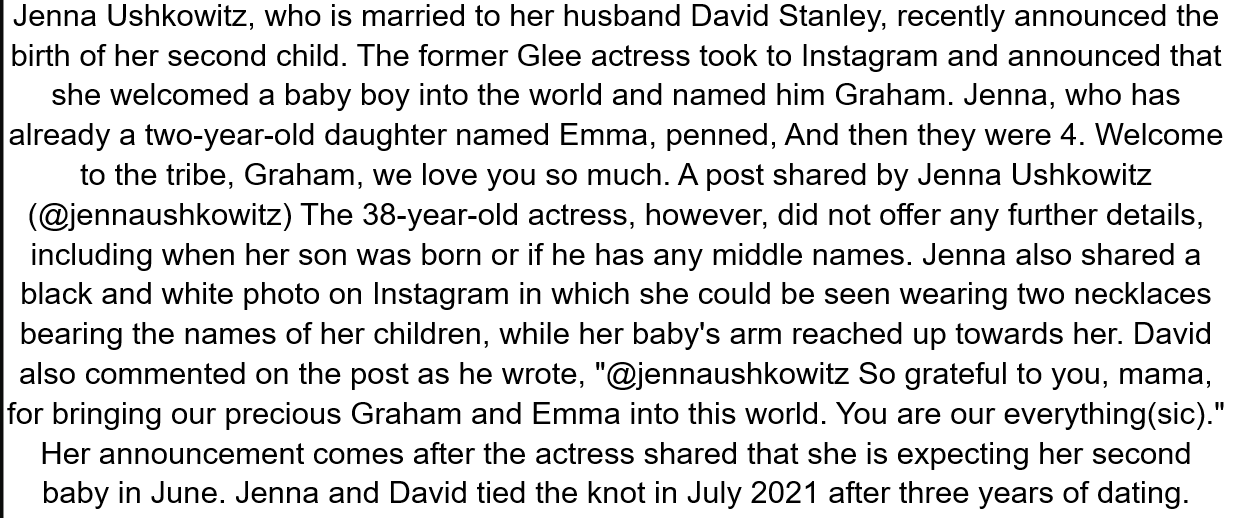 Jenna Ushkowitz, who is married to her husband David Stanley, recently announced the
birth of her second child. The former Glee actress took to Instagram and announced that
she welcomed a baby boy into the world and named him Graham. Jenna, who has
already a two-year-old daughter named Emma, penned, And then they were 4. Welcome
to the tribe, Graham, we love you so much. A post shared by Jenna Ushkowitz
(@jennaushkowitz) The 38-year-old actress, however, did not offer any further details,
including when her son was born or if he has any middle names. Jenna also shared a
black and white photo on Instagram in which she could be seen wearing two necklaces
bearing the names of her children, while her baby's arm reached up towards her. David
also commented on the post as he wrote, "@jennaushkowitz So grateful to you, mama,
for bringing our precious Graham and Emma into this world. You are our everything(sic)."
Her announcement comes after the actress shared that she is expecting her second
baby in June. Jenna and David tied the knot in July 2021 after three years of dating.